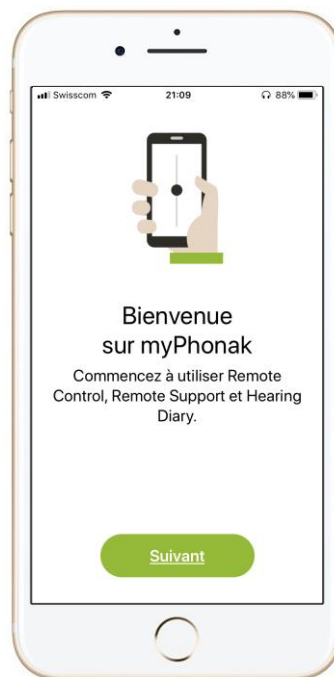 Swisscom 21:09 88%
Bienvenue
sur myPhonak
Commencez à utiliser Remote
Control, Remote Support et Hearing
Diary.
Suivant